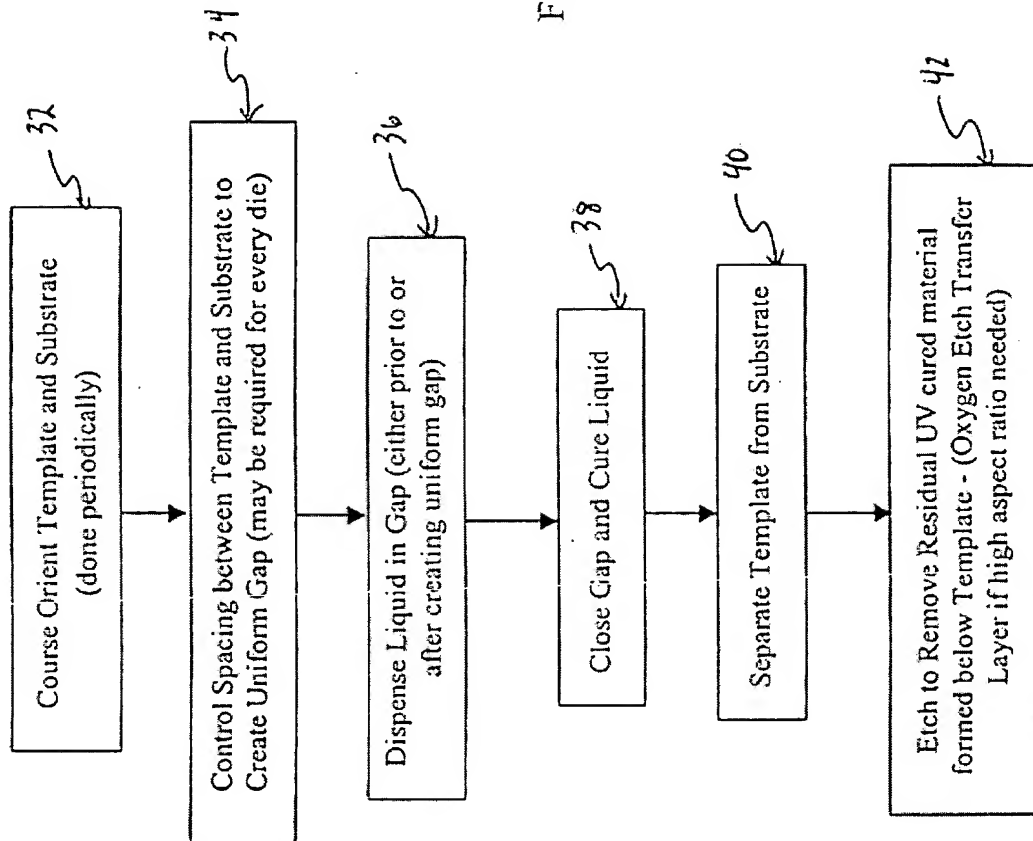 32
Course Orient Template and Substrate
(done periodically)
34
Control Spacing between Template and Substrate to
Create Uniform Gap (may be required for every die)
36
Dispense Liquid in Gap (either prior to or
after creating uniform gap)
38
Close Gap and Cure Liquid
40
Separate Template from Substrate
42
Etch to Remove Residual UV cured material
formed below Template - (Oxygen Etch Transfer
Layer if high aspect ratio needed)
F